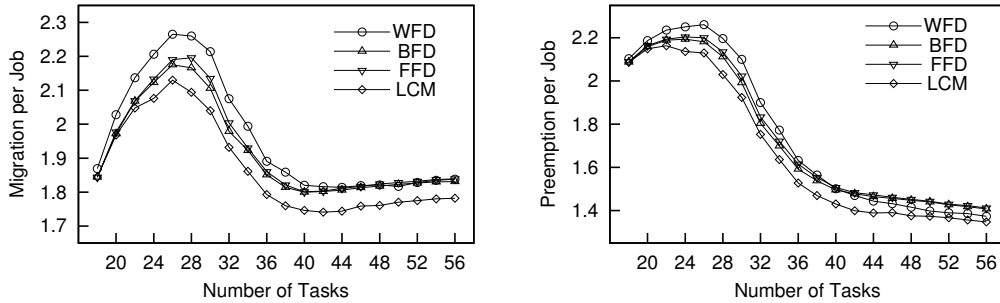 Migration per Job
2.3
2.2
2.1
2
1.9
1.8
1.7
20 24 28 32 36 40 44 48 52 56
Number of Tasks
WFD
BFD
FFD
LCM
Preemption per Job
2.2
2
1.8
1.6
1.4
20 24 28 32 36 40 44 48 52 56
Number of Tasks
WFD
BFD
FFD
LCM